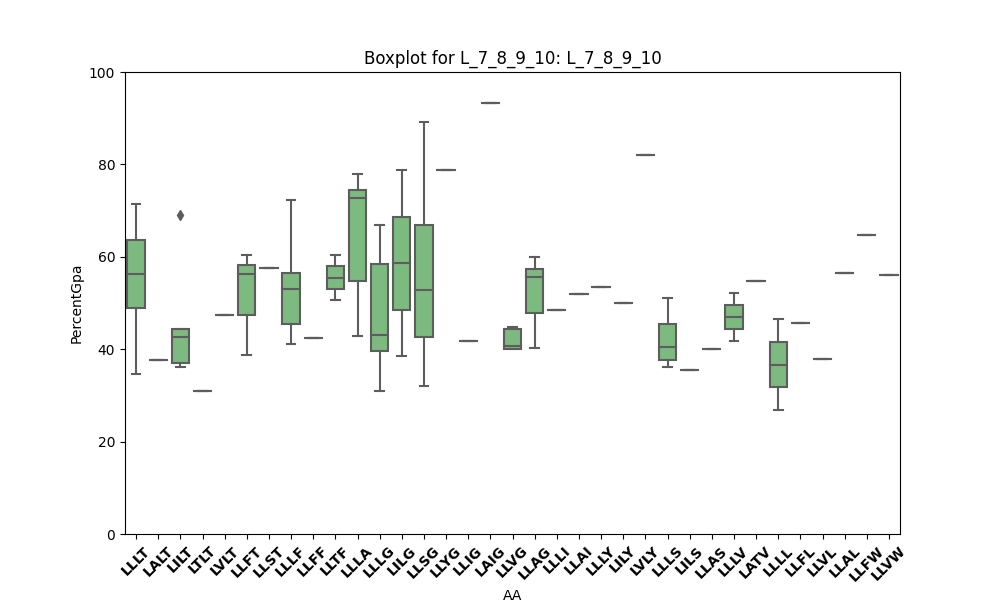 Boxplot for L_7_8_9_10: L_7_8_9_10
100
80
60
40
20
0
PercentGpa
LLLT LALT LILT LTLT LVLT LLFT LLST LLLF LLFF LLTF LLLA LLLG LILG LLSG LLYG LLIG LAIG LLVG LLAG LLLI LLAI LLLY LILY LVLY LLLS LILS LLAS LLLV LATV LLLL LLFL LLVL LLAL LLFW LLVW
AA